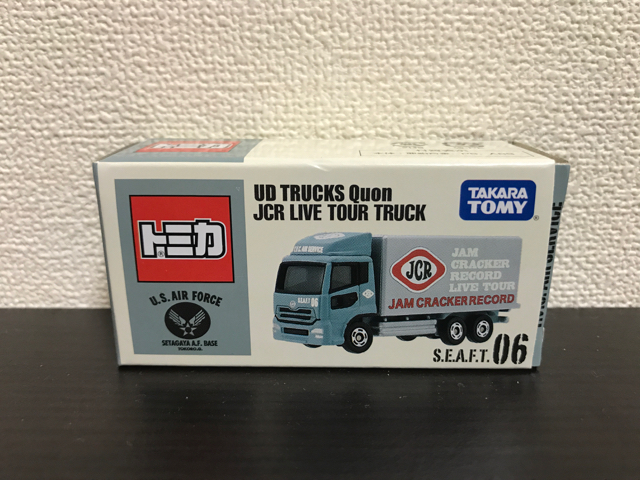 UD TRUCKS Quon
JCR LIVE TOUR TRUCK
TAKARA
TOMY
トミカ
U.S. AIR FORCE
SETAGAYA A.F. BASE
JCR
JAM
CRACKER
RECORD
LIVE TOUR
JAM CRACKER RECORD
06
S.E.A.F.T. 06